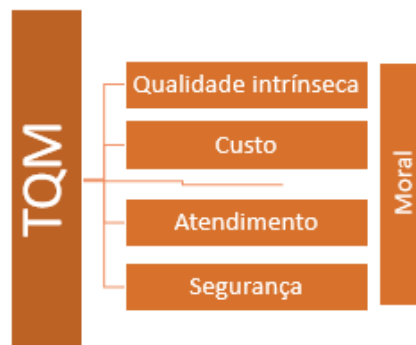 TQM
Qualidade intrínseca
Custo
Atendimento
Segurança
Moral